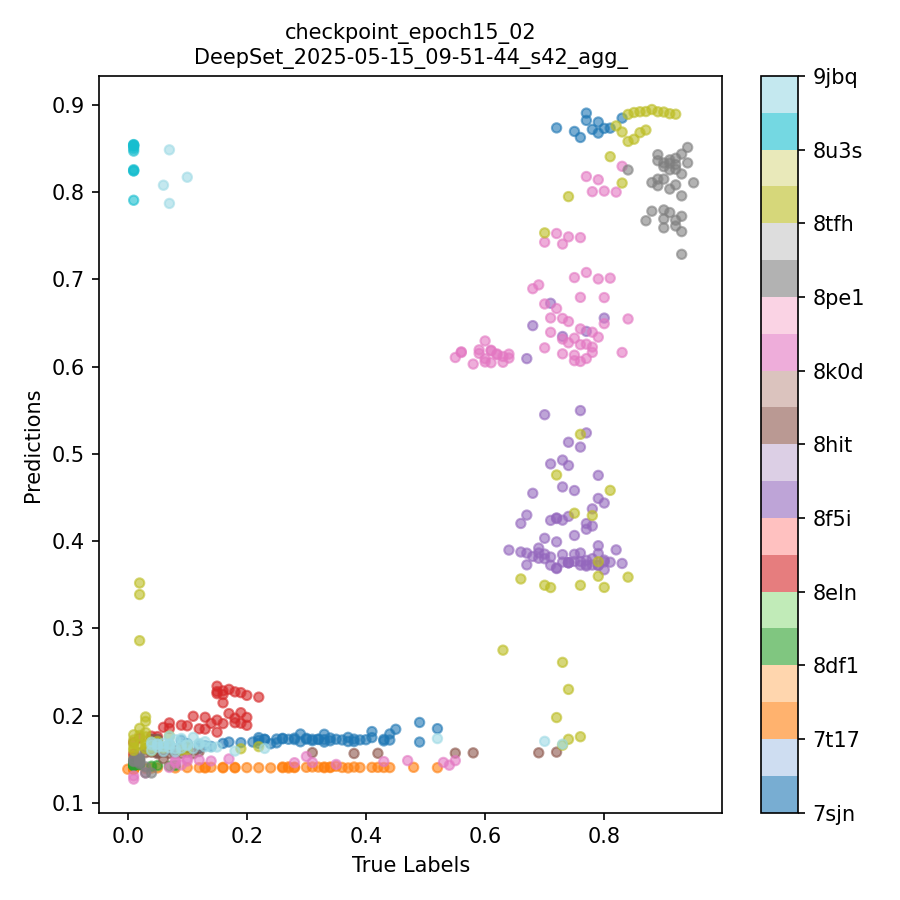 checkpoint_epoch15_02
DeepSet_2025-05-15_09-51-44_s42_agg_
0.9
0.8
0.7
0.6
0.5
0.4
0.3
0.2
0.1
Predictions
0.0
0.2
0.4
0.6
0.8
True Labels
9jbq
8u3s
8tfh
8pe1
8k0d
8hit
8f5i
8eln
8df1
7t17
7sjn